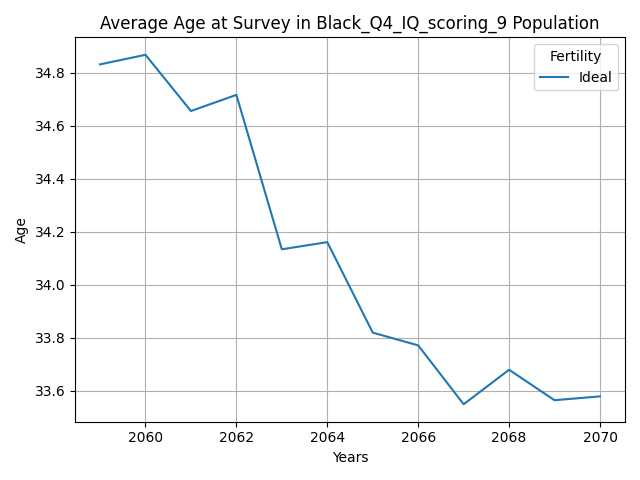 Average Age at Survey in Black_Q4_IQ_scoring_9 Population
Fertility
Ideal
34.8
34.6
34.4
34.2
34.0
33.8
33.6
Age
2060 2062 2064 2066 2068 2070
Years